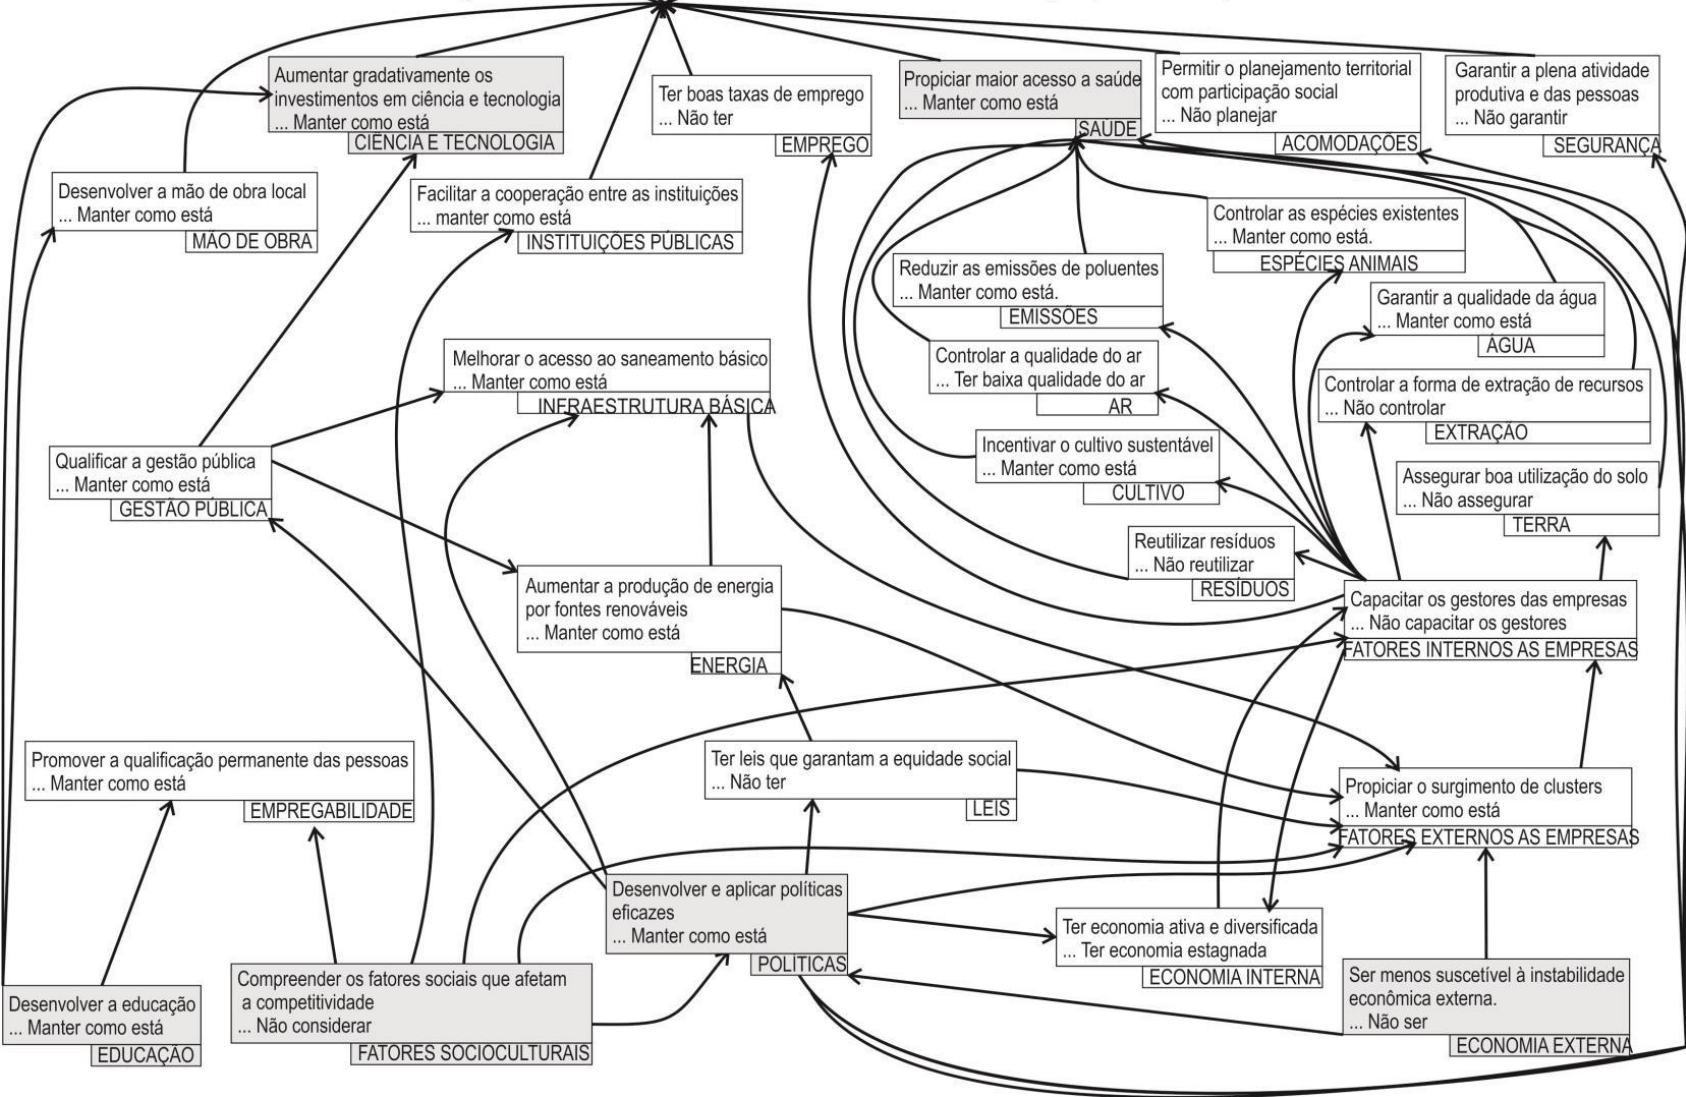 Aumentar gradativamente os
investimentos em ciência e tecnologia
... Manter como está
CIÊNCIA E TECNOLOGIA
Ter boas taxas de emprego
... Não ter
EMPREGO
Propiciar maior acesso a saúde
... Manter como está
SAÚDE
Permitir o planejamento territorial
com participação social
... Não planejar
ACOMODAÇÕES
Garantir a plena atividade
produtiva e das pessoas
... Não garantir
SEGURANÇA
Desenvolver a mão de obra local
... Manter como está
MÃO DE OBRA
Facilitar a cooperação entre as instituições
... manter como está
INSTITUIÇÕES PÚBLICAS
Controlar as espécies existentes
... Manter como está.
ESPÉCIES ANIMAIS
Reduzir as emissões de poluentes
... Manter como está.
EMISSÕES
Garantir a qualidade da água
... Manter como está
ÁGUA
Melhorar o acesso ao saneamento básico
... Manter como está
INFRAESTRUTURA BÁSICA
Controlar a qualidade do ar
... Ter baixa qualidade do ar
AR
Controlar a forma de extração de recursos
... Não controlar
EXTRAÇÃO
Qualificar a gestão pública
... Manter como está
GESTÃO PÚBLICA
Incentivar o cultivo sustentável
... Manter como está
CULTIVO
Assegurar boa utilização do solo
... Não assegurar
TERRA
Reutilizar resíduos
... Não reutilizar
RESÍDUOS
Aumentar a produção de energia
por fontes renováveis
... Manter como está
ENERGIA
Capacitar os gestores das empresas
... Não capacitar os gestores
FATORES INTERNOS AS EMPRESAS
Promover a qualificação permanente das pessoas
... Manter como está
EMPREGABILIDADE
Ter leis que garantam a equidade social
... Não ter
LEIS
Propiciar o surgimento de clusters
... Manter como está
FATORES EXTERNOS AS EMPRESAS
Desenvolver e aplicar políticas
eficazes
... Manter como está
POLÍTICAS
Ter economia ativa e diversificada
... Ter economia estagnada
ECONOMIA INTERNA
Desenvolver a educação
... Manter como está
EDUCAÇÃO
Compreender os fatores sociais que afetam
a competitividade
... Não considerar
FATORES SOCIOCULTURAIS
Ser menos suscetível à instabilidade
econômica externa.
... Não ser
ECONOMIA EXTERNA